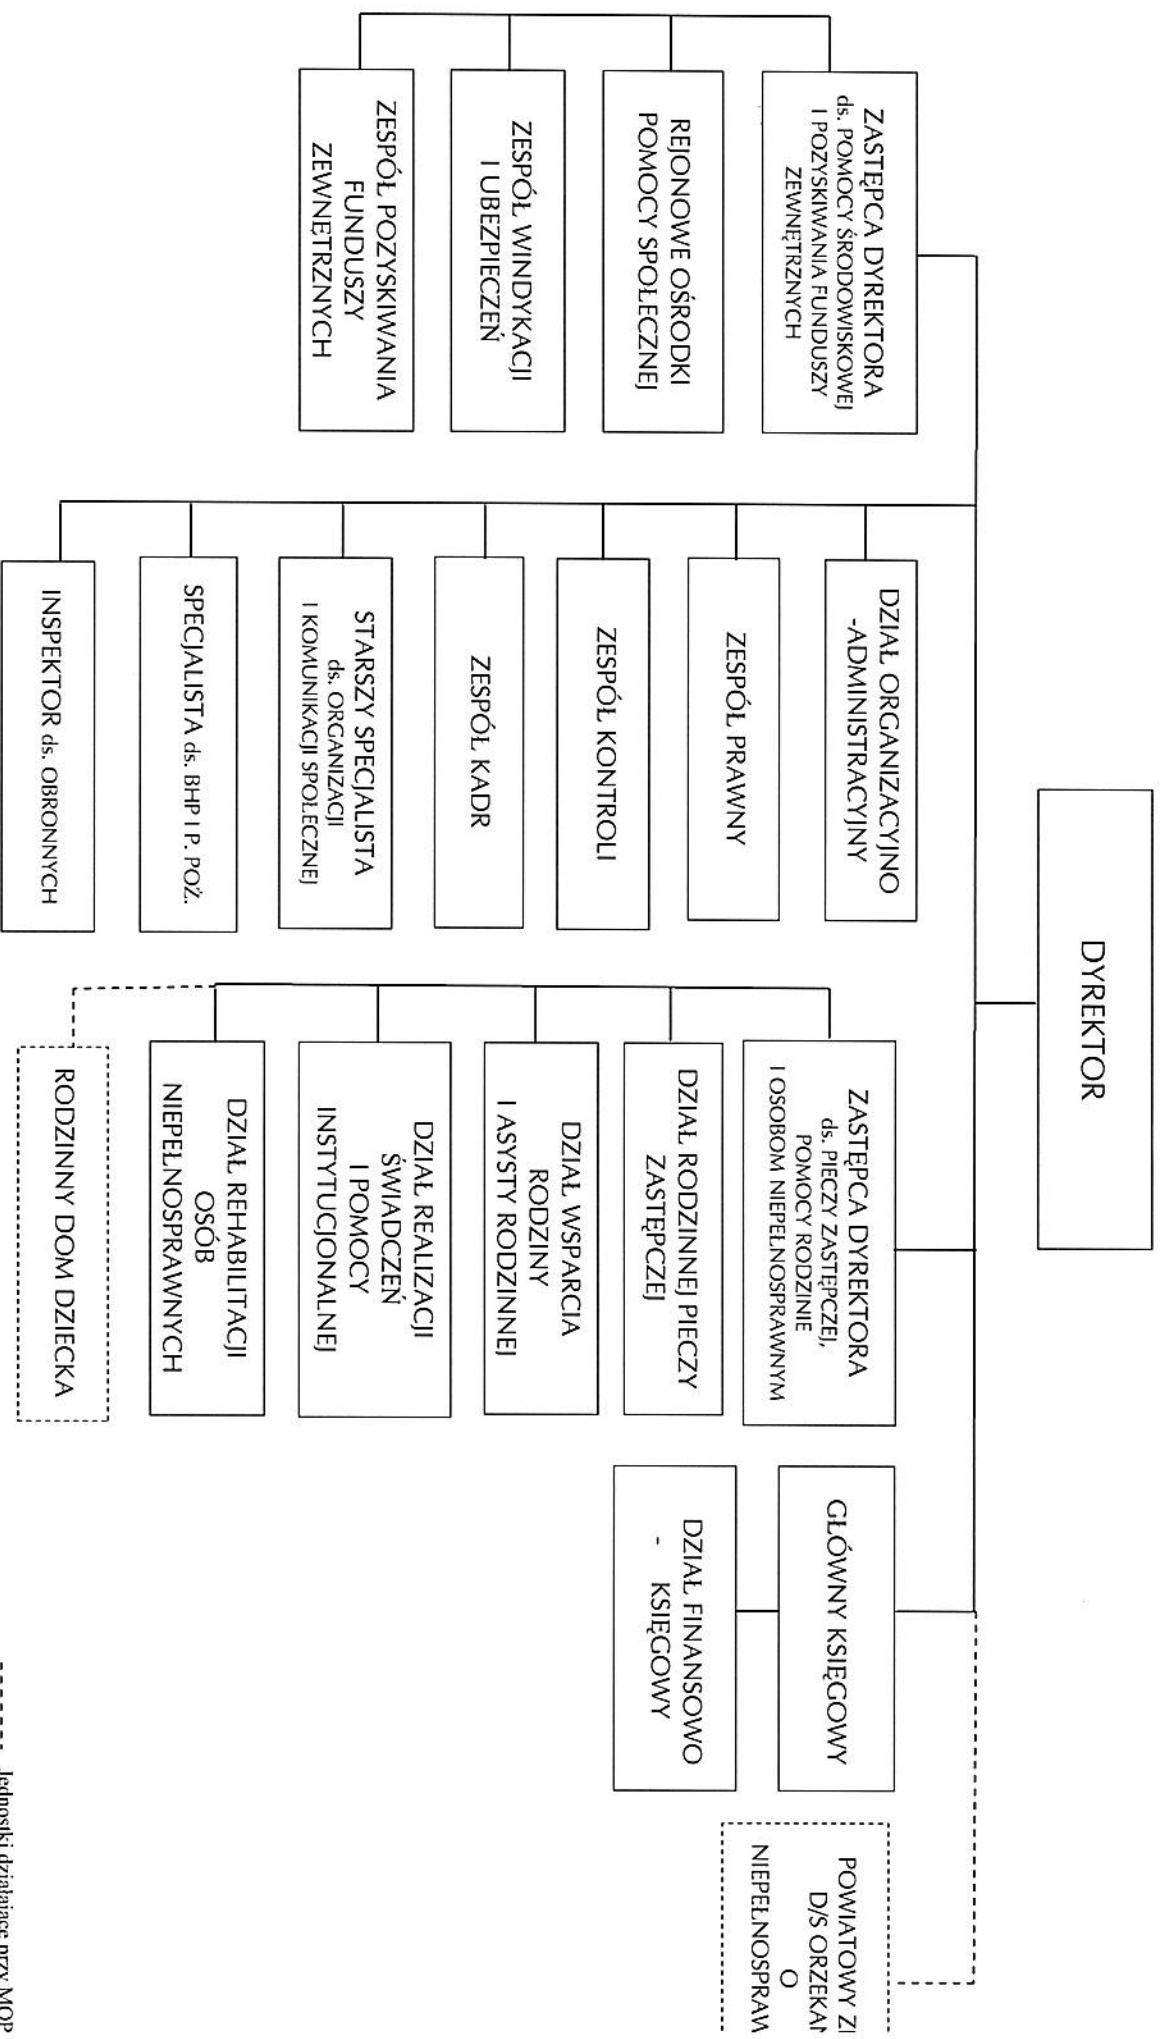 DYREKTOR
ZASTĘPCA DYREKTORA
ds. POMOCY ŚRODOWISKOWEJ
I POZYSKIWANIA FUNDUSZY
ZEWNĘTRZNYCH
REJONOWE OŚRODKI
POMOCY SPOŁECZNEJ
ZESPÓŁ WINDYKACJI
I UBEZPIECZEŃ
ZESPÓŁ POZYSKIWANIA
FUNDUSZY
ZEWNĘTRZNYCH
DZIAŁ ORGANIZACYJNO
-ADMINISTRACYJNY
ZESPÓŁ PRAWNY
ZESPÓŁ KONTROLI
ZESPÓŁ KADR
STARSZY SPECJALISTA
ds. ORGANIZACJI
I KOMUNIKACJI SPOŁECZNEJ
SPECJALISTA ds. BHP I P. POŻ.
INSPEKTOR ds. OBRONNYCH
ZASTĘPCA DYREKTORA
ds. PIECZY ZASTĘPCZEJ,
POMOCY RODZINIE
I OSOBOM NIEPEŁNOSPRAWNYM
DZIAŁ RODZINNEJ PIECZY
ZASTĘPCZEJ
DZIAŁ WSPARCIA
RODZINY
I ASYSTY RODZINNEJ
DZIAŁ REALIZACJI
ŚWIADCZEŃ
I POMOCY
INSTYTUCJONALNEJ
DZIAŁ REHABILITACJI
OSÓB
NIEPEŁNOSPRAWNYCH
RODZINNY DOM DZIECKA
GŁÓWNY KSIĘGOWY
DZIAŁ FINANSOWO
- KSIĘGOWY
POWIATOWY
D/S
O
Jednostki działające przy